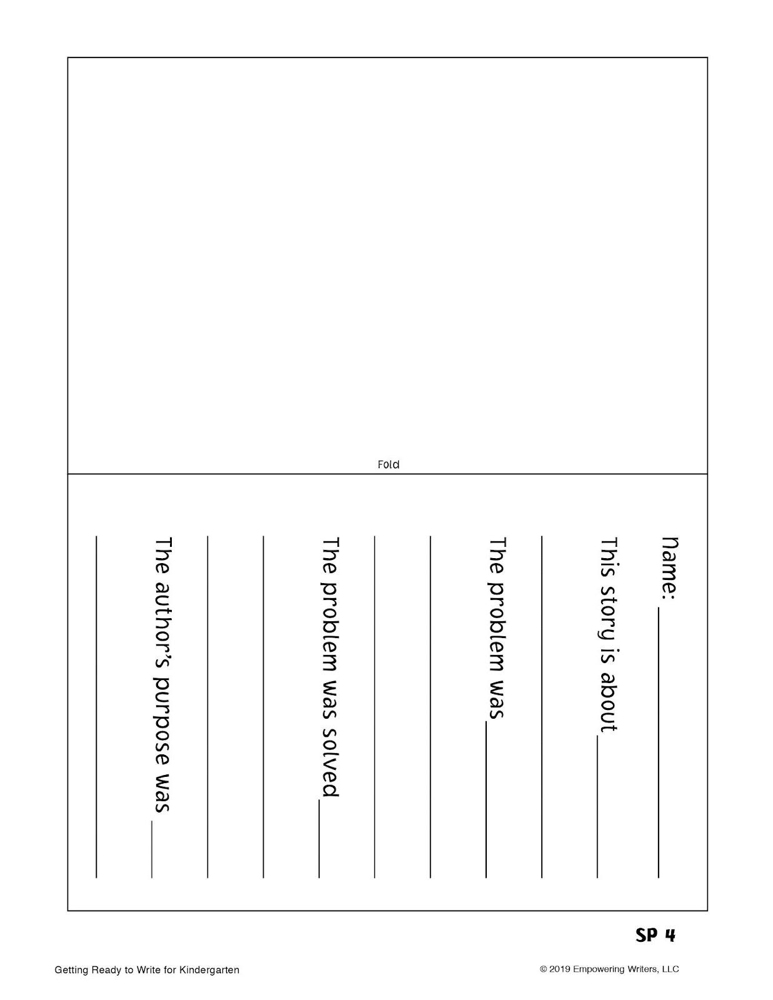 Fold
Name:
This story is about
The problem was
The problem was solved
The author's purpose was
SP 4
Getting Ready to Write for Kindergarten
© 2019 Empowering Writers, LLC